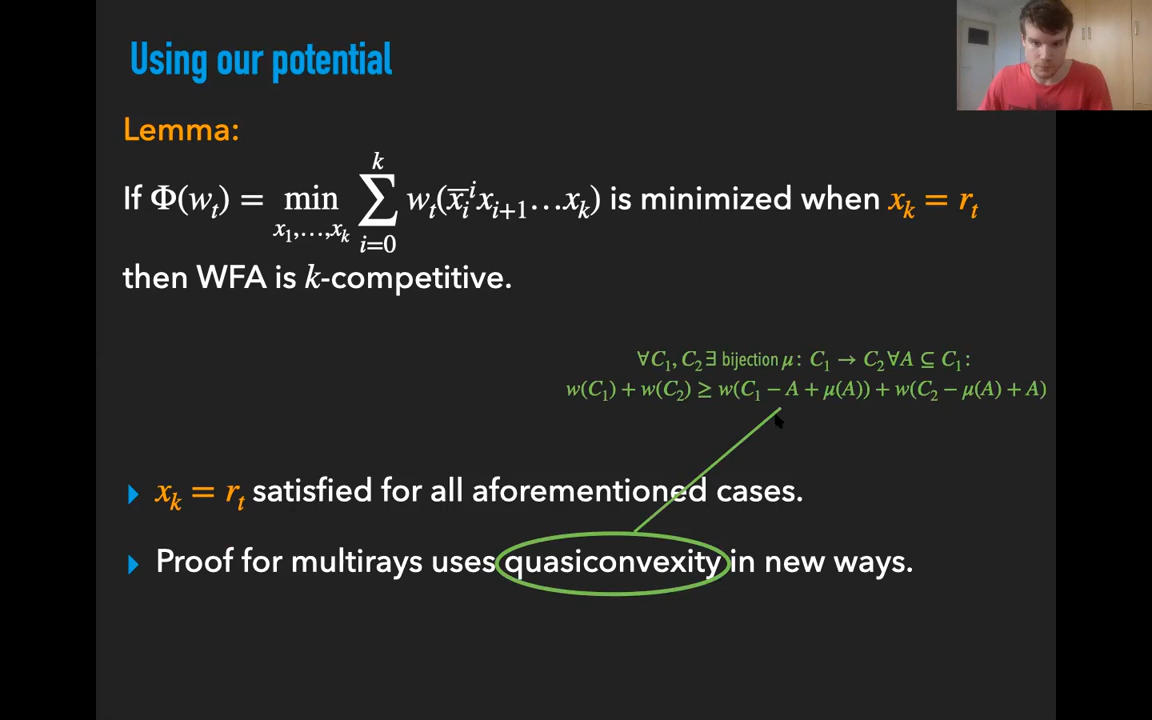 Using our potential
Lemma:
If Φ(w_t) = min_{x_1,…,x_k} ∑_{i=0}^{k} w_t(x̅_i^i x_{i+1}…x_k) is minimized when x_k = r_t
then WFA is k-competitive.
∀C_1, C_2 ∃ bijection μ: C_1 → C_2 ∀A ⊆ C_1:
w(C_1) + w(C_2) ≥ w(C_1 − A + μ(A)) + w(C_2 − μ(A) + A)
x_k = r_t satisfied for all aforementioned cases.
Proof for multirays uses quasiconvexity in new ways.